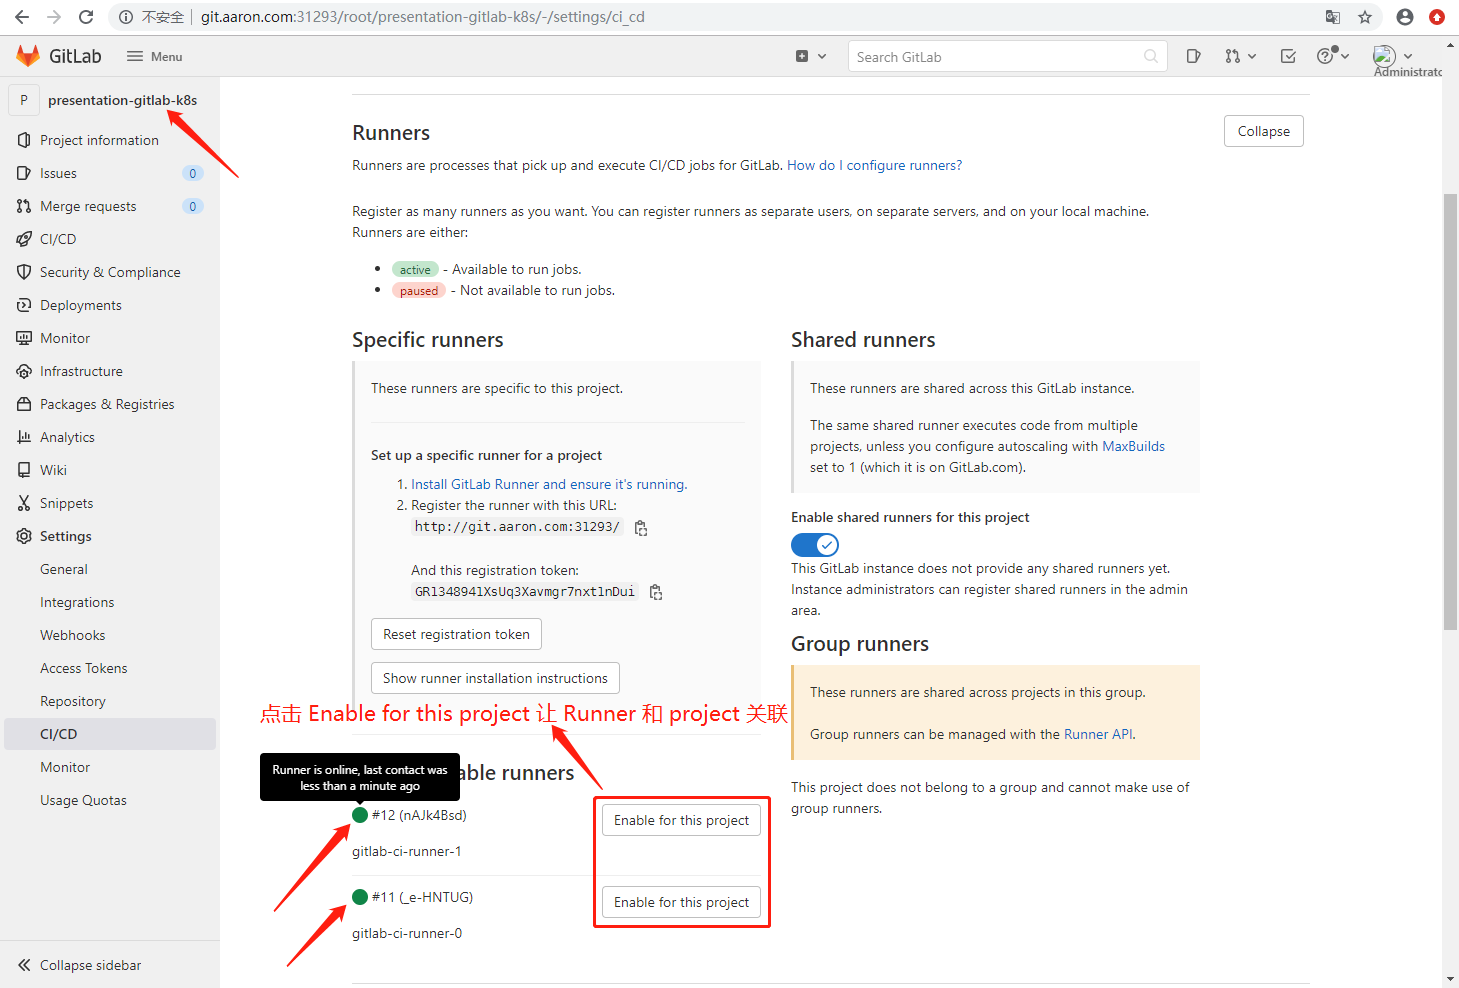 不安全 git.aaron.com:31293/root/presentation-gitlab-k8s/-/settings/ci_cd
GitLab
Menu
Search GitLab
Administrato
P
presentation-gitlab-k8s
Project information
Issues 0
Merge requests 0
CI/CD
Security & Compliance
Deployments
Monitor
Infrastructure
Packages & Registries
Analytics
Wiki
Snippets
Settings
General
Integrations
Webhooks
Access Tokens
Repository
CI/CD
Monitor
Usage Quotas
Collapse sidebar
Runners
Collapse
Runners are processes that pick up and execute CI/CD jobs for GitLab. How do I configure runners?
Register as many runners as you want. You can register runners as separate users, on separate servers, and on your local machine.
Runners are either:
active - Available to run jobs.
paused - Not available to run jobs.
Specific runners
These runners are specific to this project.
Set up a specific runner for a project
1. Install GitLab Runner and ensure it's running.
2. Register the runner with this URL:
http://git.aaron.com:31293/
And this registration token:
GR1348941XsUq3Xavmgr7nxt1nDui
Reset registration token
Show runner installation instructions
点击 Enable for this project 让 Runner 和 project 关联
able runners
Runner is online, last contact was
less than a minute ago
#12 (nAJk4Bsd)
Enable for this project
gitlab-ci-runner-1
#11 (_e-HNTUG)
Enable for this project
gitlab-ci-runner-0
Shared runners
These runners are shared across this GitLab instance.
The same shared runner executes code from multiple
projects, unless you configure autoscaling with MaxBuilds
set to 1 (which it is on GitLab.com).
Enable shared runners for this project
This GitLab instance does not provide any shared runners yet.
Instance administrators can register shared runners in the admin
area.
Group runners
These runners are shared across projects in this group.
Group runners can be managed with the Runner API.
This project does not belong to a group and cannot make use of
group runners.